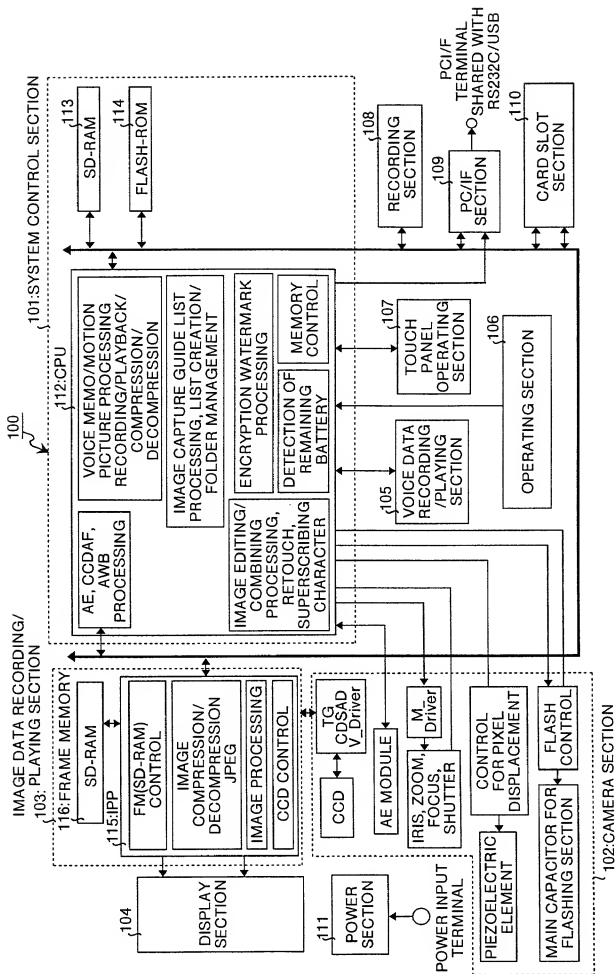 100
101:SYSTEM CONTROL SECTION
113
SD-RAM
114
FLASH-ROM
112:CPU
VOICE MEMO/MOTION
PICTURE PROCESSING
RECORDING/PLAYBACK/
COMPRESSION/
DECOMPRESSION
IMAGE CAPTURE GUIDE LIST
PROCESSING, LIST CREATION/
FOLDER MANAGEMENT
ENCRYPTION WATERMARK
PROCESSING
MEMORY
CONTROL
DETECTION OF
REMAINING
BATTERY
AE, CCDAF,
AWB
PROCESSING
IMAGE EDITING/
COMBINING
PROCESSING,
RETOUCH,
SUPERSCRIBING
CHARACTER
108
RECORDING
SECTION
109
PC/IF
SECTION
PCI/F
TERMINAL
SHARED WITH
RS232C/USB
110
CARD SLOT
SECTION
107
TOUCH
PANEL
OPERATING
SECTION
106
OPERATING SECTION
105
VOICE DATA
RECORDING
/PLAYING
SECTION
IMAGE DATA RECORDING/
103: PLAYING SECTION
116:FRAME MEMORY
SD-RAM
115:IPP
FM(SD-RAM)
CONTROL
IMAGE
COMPRESSION/
DECOMPRESSION
JPEG
IMAGE PROCESSING
CCD CONTROL
104
DISPLAY
SECTION
111
POWER
SECTION
POWER INPUT
TERMINAL
TG
CDSAD
V_Driver
CCD
AE MODULE
M_
Driver
IRIS, ZOOM,
FOCUS,
SHUTTER
CONTROL
FOR PIXEL
DISPLACEMENT
PIEZOELECTRIC
ELEMENT
FLASH
CONTROL
MAIN CAPACITOR FOR
FLASHING SECTION
102:CAMERA SECTION